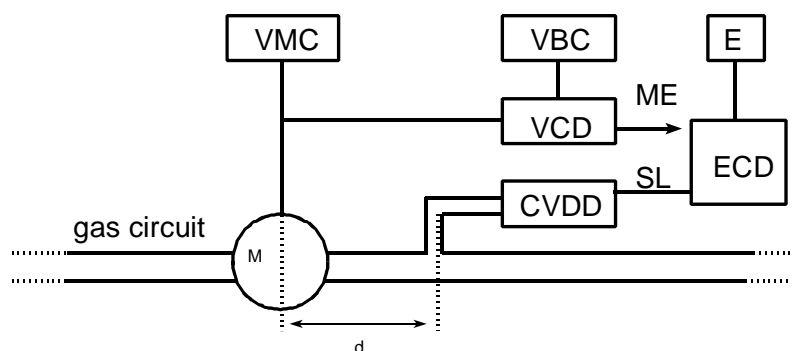 VMC
VBC
E
ME
VCD
ECD
SL
CVDD
gas circuit
M
d